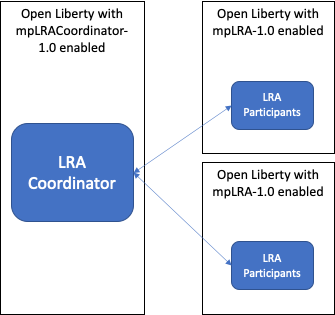 Open Liberty with
mpLRACoordinator-
1.0 enabled
LRA
Coordinator
Open Liberty with
mpLRA-1.0 enabled
LRA
Participants
Open Liberty with
mpLRA-1.0 enabled
LRA
Participants